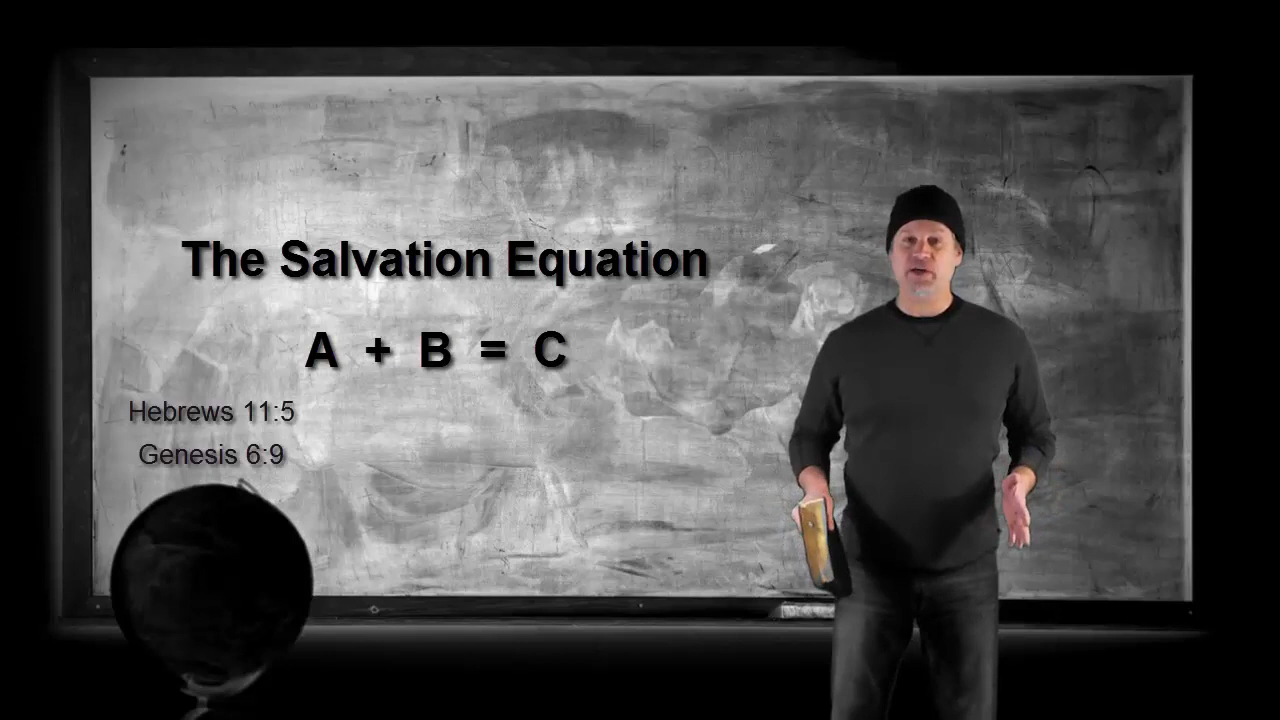 The Salvation Equation
A + B = C
Hebrews 11:5
Genesis 6:9